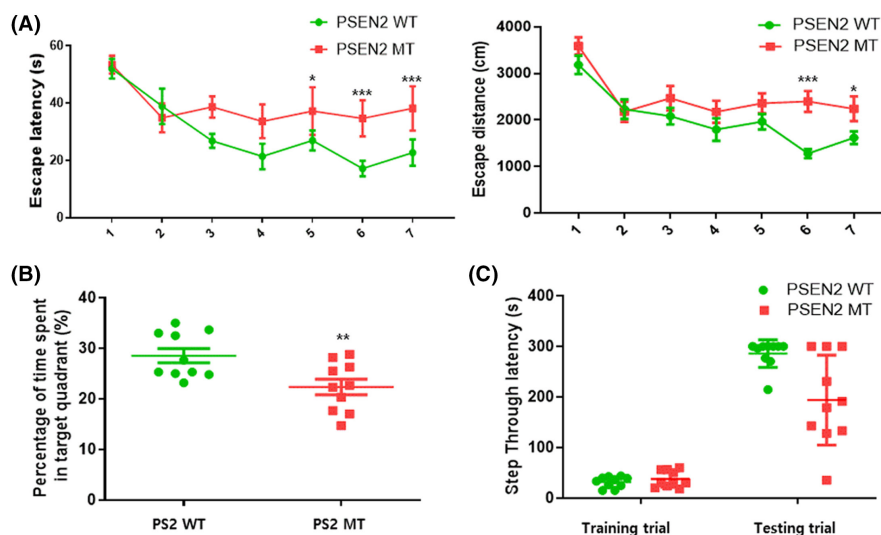 (A)
PSEN2 WT
PSEN2 MT
Escape latency (s)
60
40
20
0
* *** ***
1 2 3 4 5 6 7
PSEN2 WT
PSEN2 MT
Escape distance (cm)
4000
3000
2000
1000
0
*** *
1 2 3 4 5 6 7
(B)
Percentage of time spent
in target quadrant (%)
40
30
20
10
0
**
PS2 WT PS2 MT
(C)
PSEN2 WT
PSEN2 MT
Step Through latency (s)
400
300
200
100
0
Training trial Testing trial